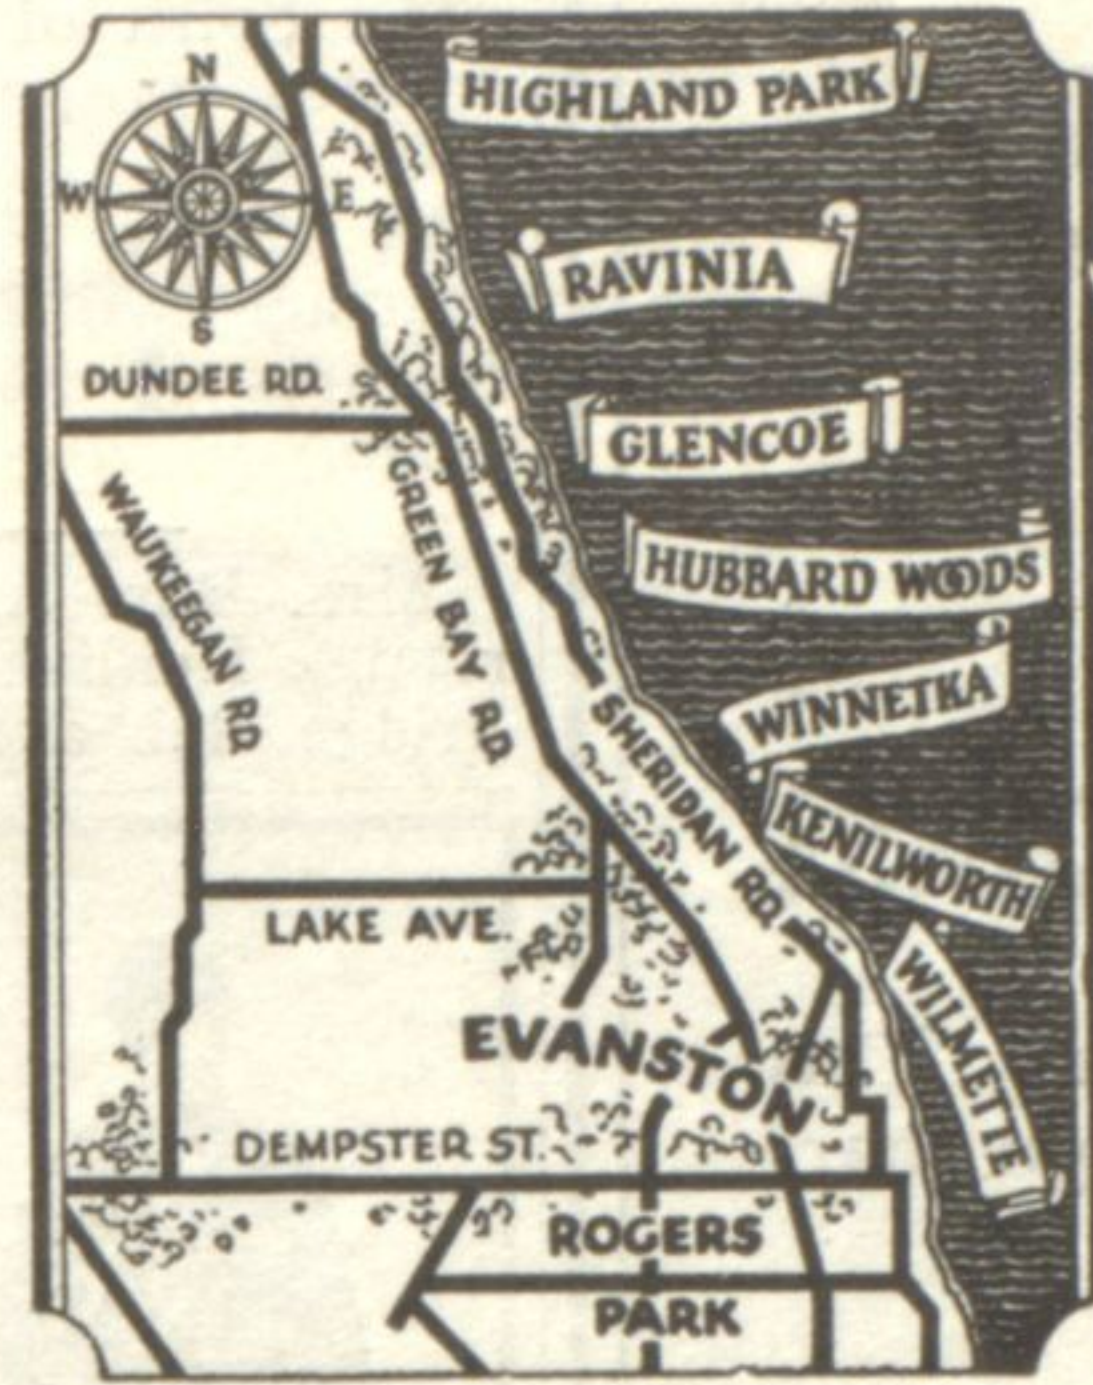 N
HIGHLAND PARK
W
E
RAVINIA
S
DUNDEE RD.
GLENCOE
WAUKEEGAN RD
GREEN BAY RD.
HUBBARD WOODS
WINNETKA
SHERIDAN RD.
KENILWORTH
LAKE AVE.
WILMETTE
EVANSTON
DEMPSTER ST.
ROGERS
PARK